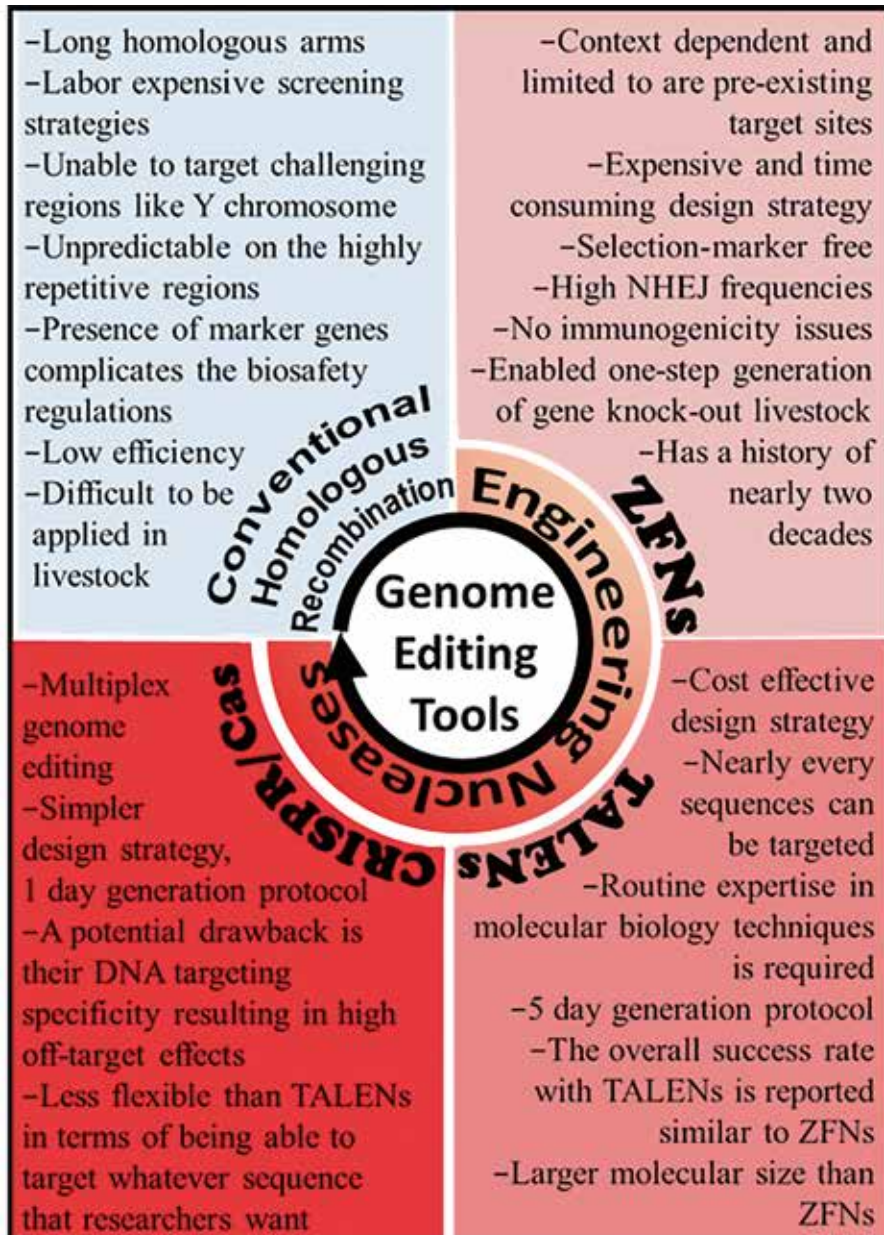 –Long homologous arms
–Labor expensive screening
strategies
–Unable to target challenging
regions like Y chromosome
–Unpredictable on the highly
repetitive regions
–Presence of marker genes
complicates the biosafety
regulations
–Low efficiency
–Difficult to be
applied in
livestock
–Context dependent and
limited to are pre-existing
target sites
–Expensive and time
consuming design strategy
–Selection-marker free
–High NHEJ frequencies
–No immunogenicity issues
–Enabled one-step generation
of gene knock-out livestock
–Has a history of
nearly two
decades
Conventional
Homologous
Recombination
Engineering Nucleases
ZFNs
TALENs
CRISPR/Cas
Genome
Editing
Tools
–Multiplex
genome
editing
–Simpler
design strategy,
1 day generation protocol
–A potential drawback is
their DNA targeting
specificity resulting in high
off-target effects
–Less flexible than TALENs
in terms of being able to
target whatever sequence
that researchers want
–Cost effective
design strategy
–Nearly every
sequences can
be targeted
–Routine expertise in
molecular biology techniques
is required
–5 day generation protocol
–The overall success rate
with TALENs is reported
similar to ZFNs
–Larger molecular size than
ZFNs